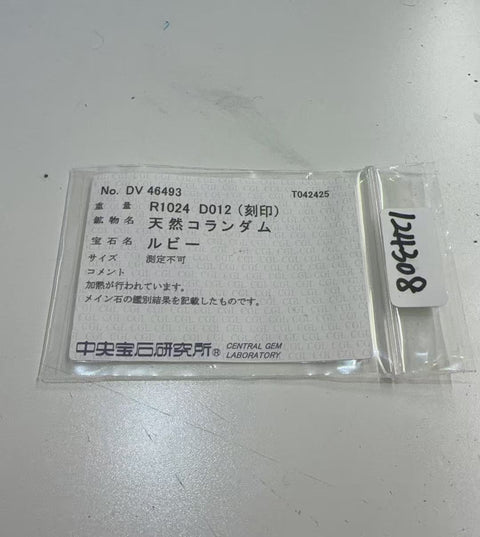 No. DV 46493 T042425
重 量 R1024 D012 (刻印)
鉱物名 天然コランダム
宝石名 ルビー
サイズ 測定不可
コメント
加熱が行われています。
メイン石の鑑別結果を記載したものです。
中央宝石研究所® CENTRAL GEM
LABORATORY
124308